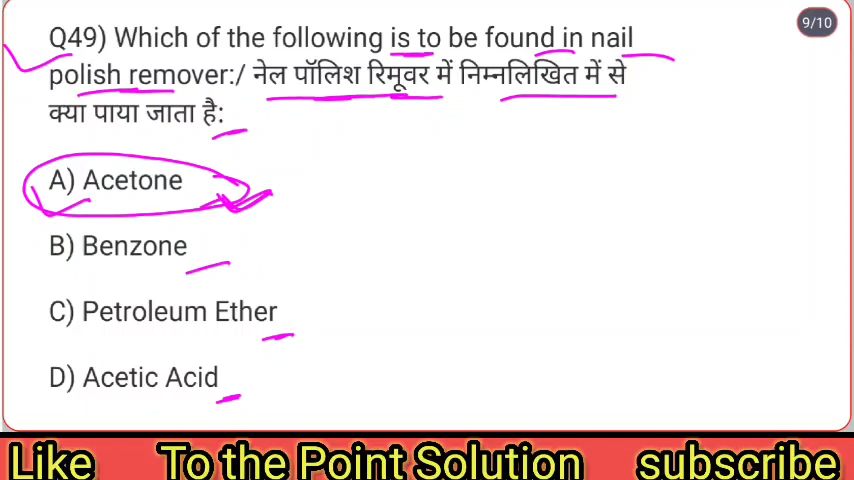 9/10
Q49) Which of the following is to be found in nail
polish remover:/ नेल पॉलिश रिमूवर में निम्नलिखित में से
क्या पाया जाता है:
A) Acetone
B) Benzone
C) Petroleum Ether
D) Acetic Acid
Like To the Point Solution subscribe